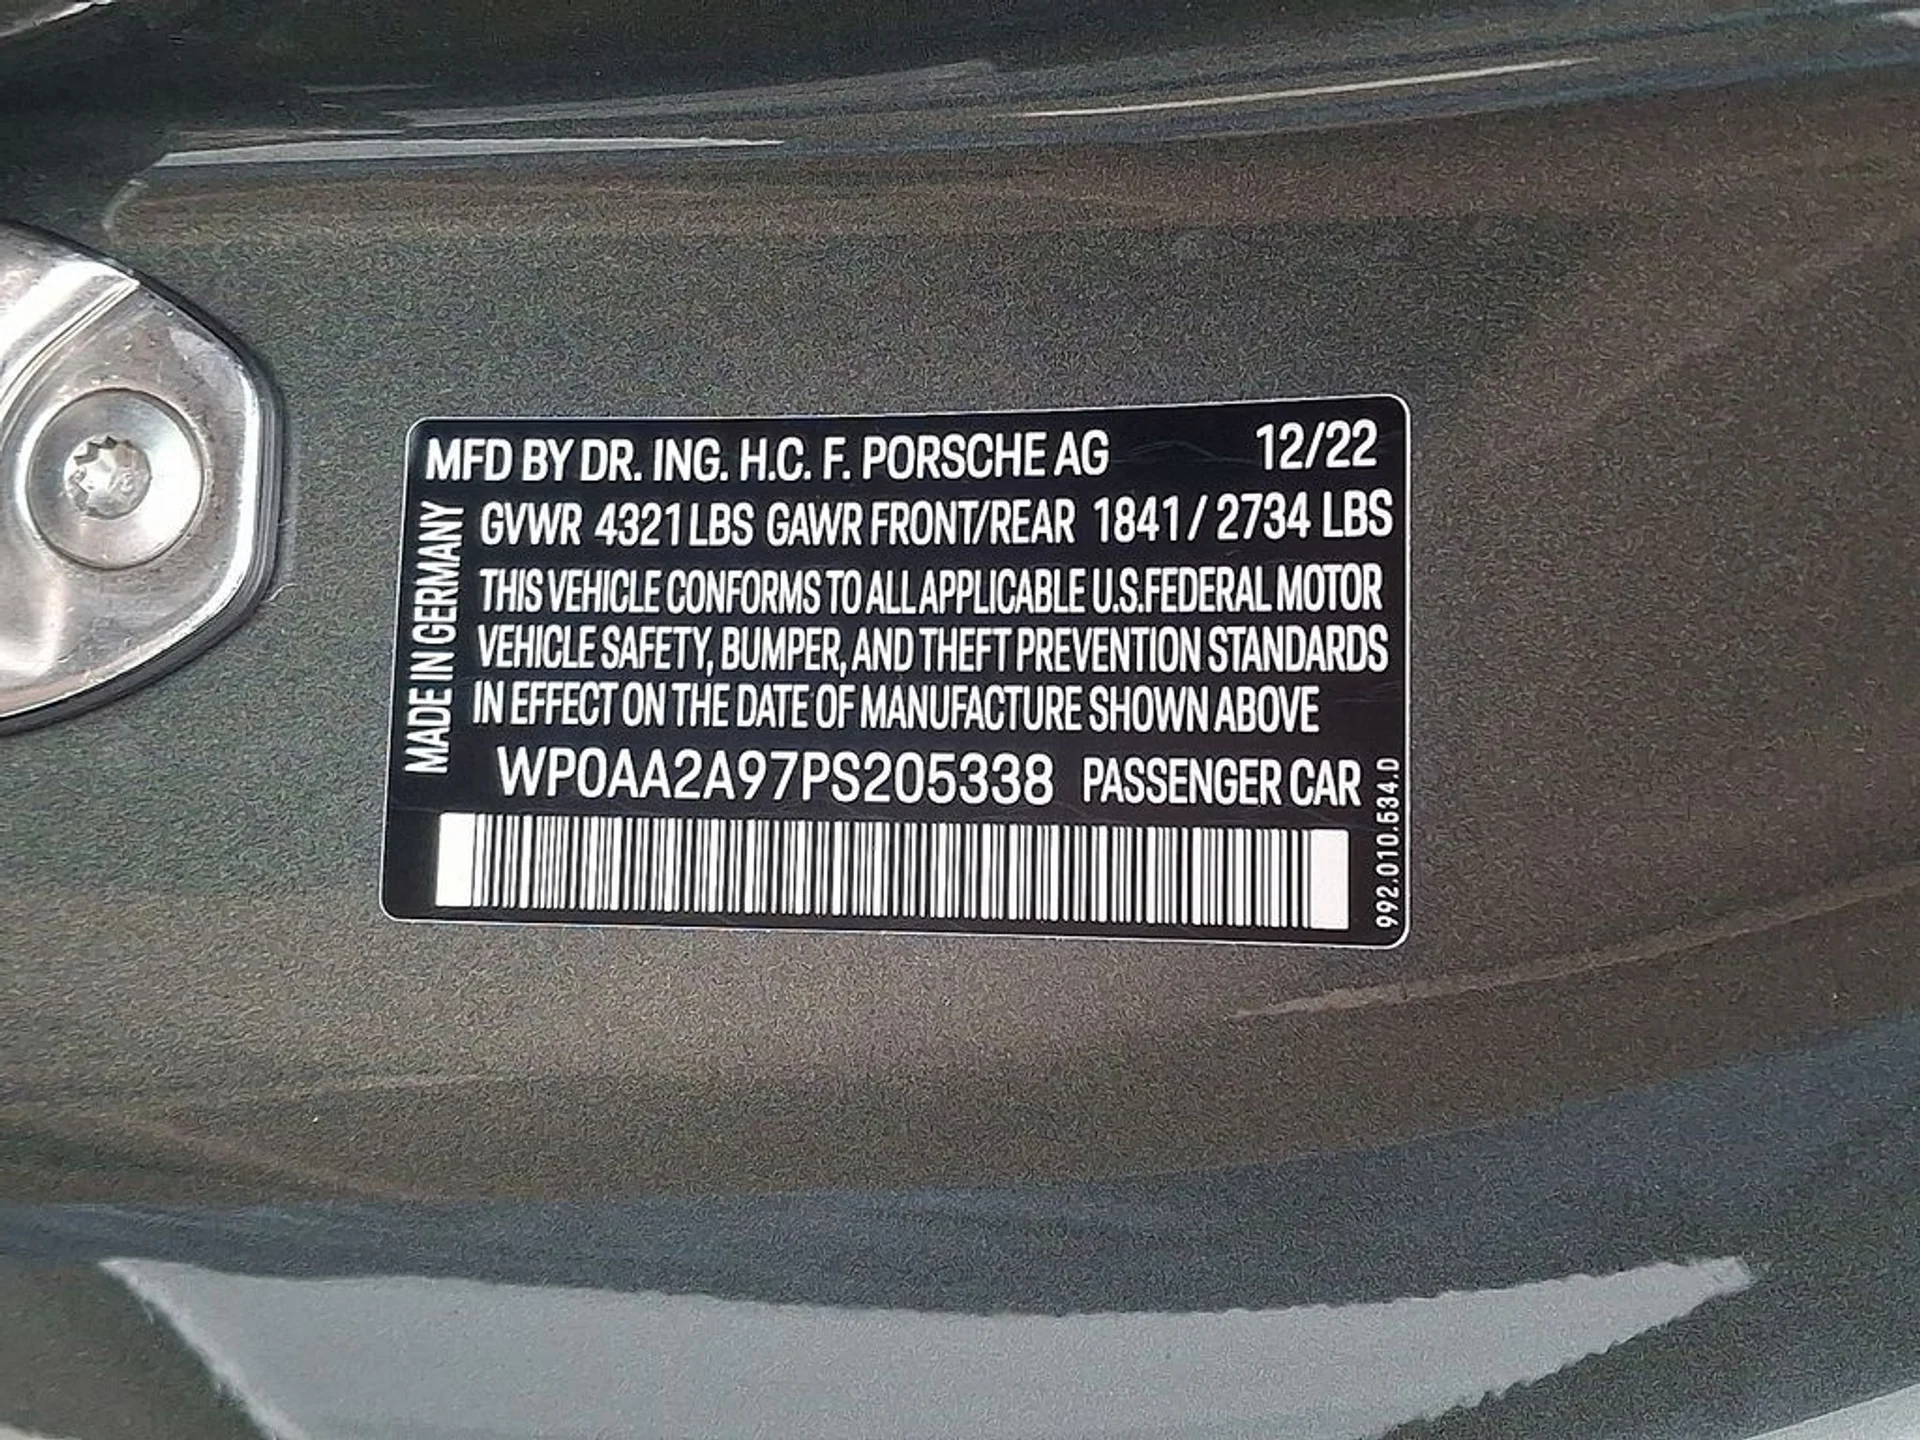 MFD BY DR. ING. H.C. F. PORSCHE AG 12/22
GVWR 4321 LBS GAWR FRONT/REAR 1841 / 2734 LBS
THIS VEHICLE CONFORMS TO ALL APPLICABLE U.S.FEDERAL MOTOR
VEHICLE SAFETY, BUMPER, AND THEFT PREVENTION STANDARDS
IN EFFECT ON THE DATE OF MANUFACTURE SHOWN ABOVE
WP0AA2A97PS205338 PASSENGER CAR
MADE IN GERMANY
992.010.534.D